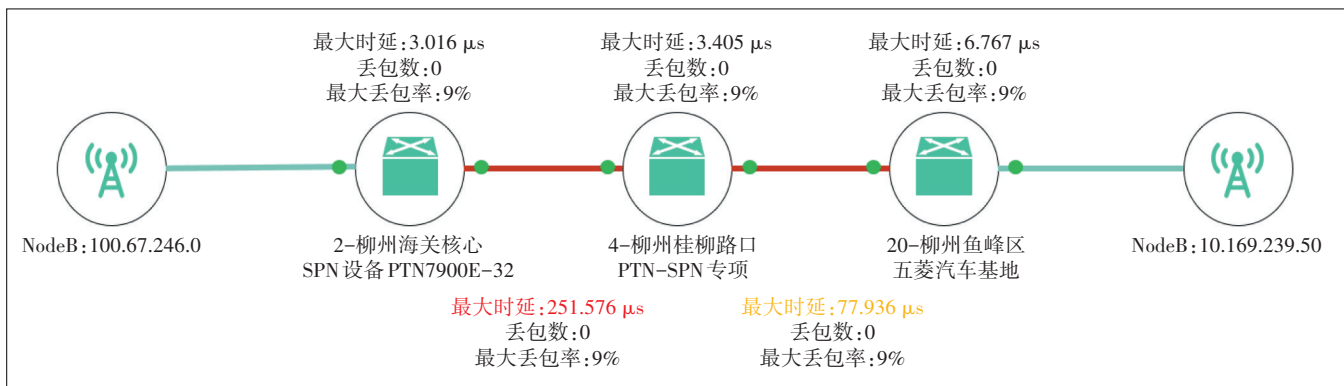 最大时延:3.016 μs
丢包数:0
最大丢包率:9%
最大时延:3.405 μs
丢包数:0
最大丢包率:9%
最大时延:6.767 μs
丢包数:0
最大丢包率:9%
NodeB:100.67.246.0
2-柳州海关核心
SPN设备PTN7900E-32
4-柳州桂柳路口
PTN-SPN专项
20-柳州鱼峰区
五菱汽车基地
NodeB:10.169.239.50
最大时延:251.576 μs
丢包数:0
最大丢包率:9%
最大时延:77.936 μs
丢包数:0
最大丢包率:9%